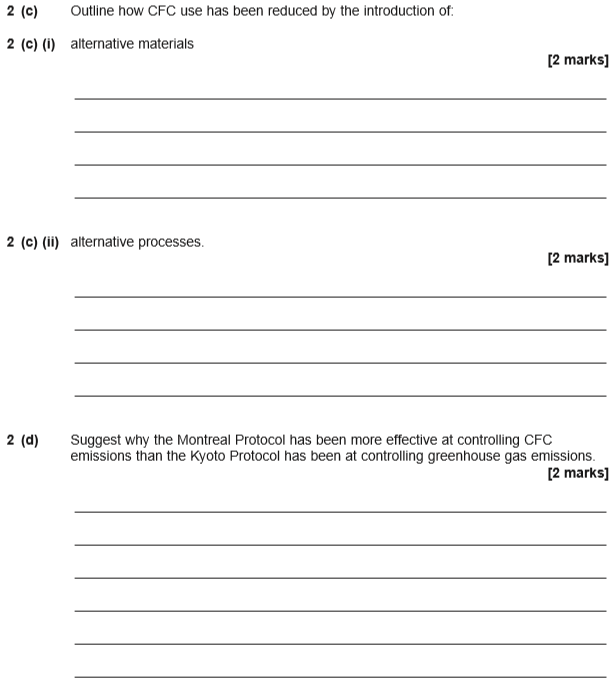 2 (c) Outline how CFC use has been reduced by the introduction of:
2 (c) (i) alternative materials
[2 marks]
2 (c) (ii) alternative processes.
[2 marks]
2 (d) Suggest why the Montreal Protocol has been more effective at controlling CFC
emissions than the Kyoto Protocol has been at controlling greenhouse gas emissions.
[2 marks]